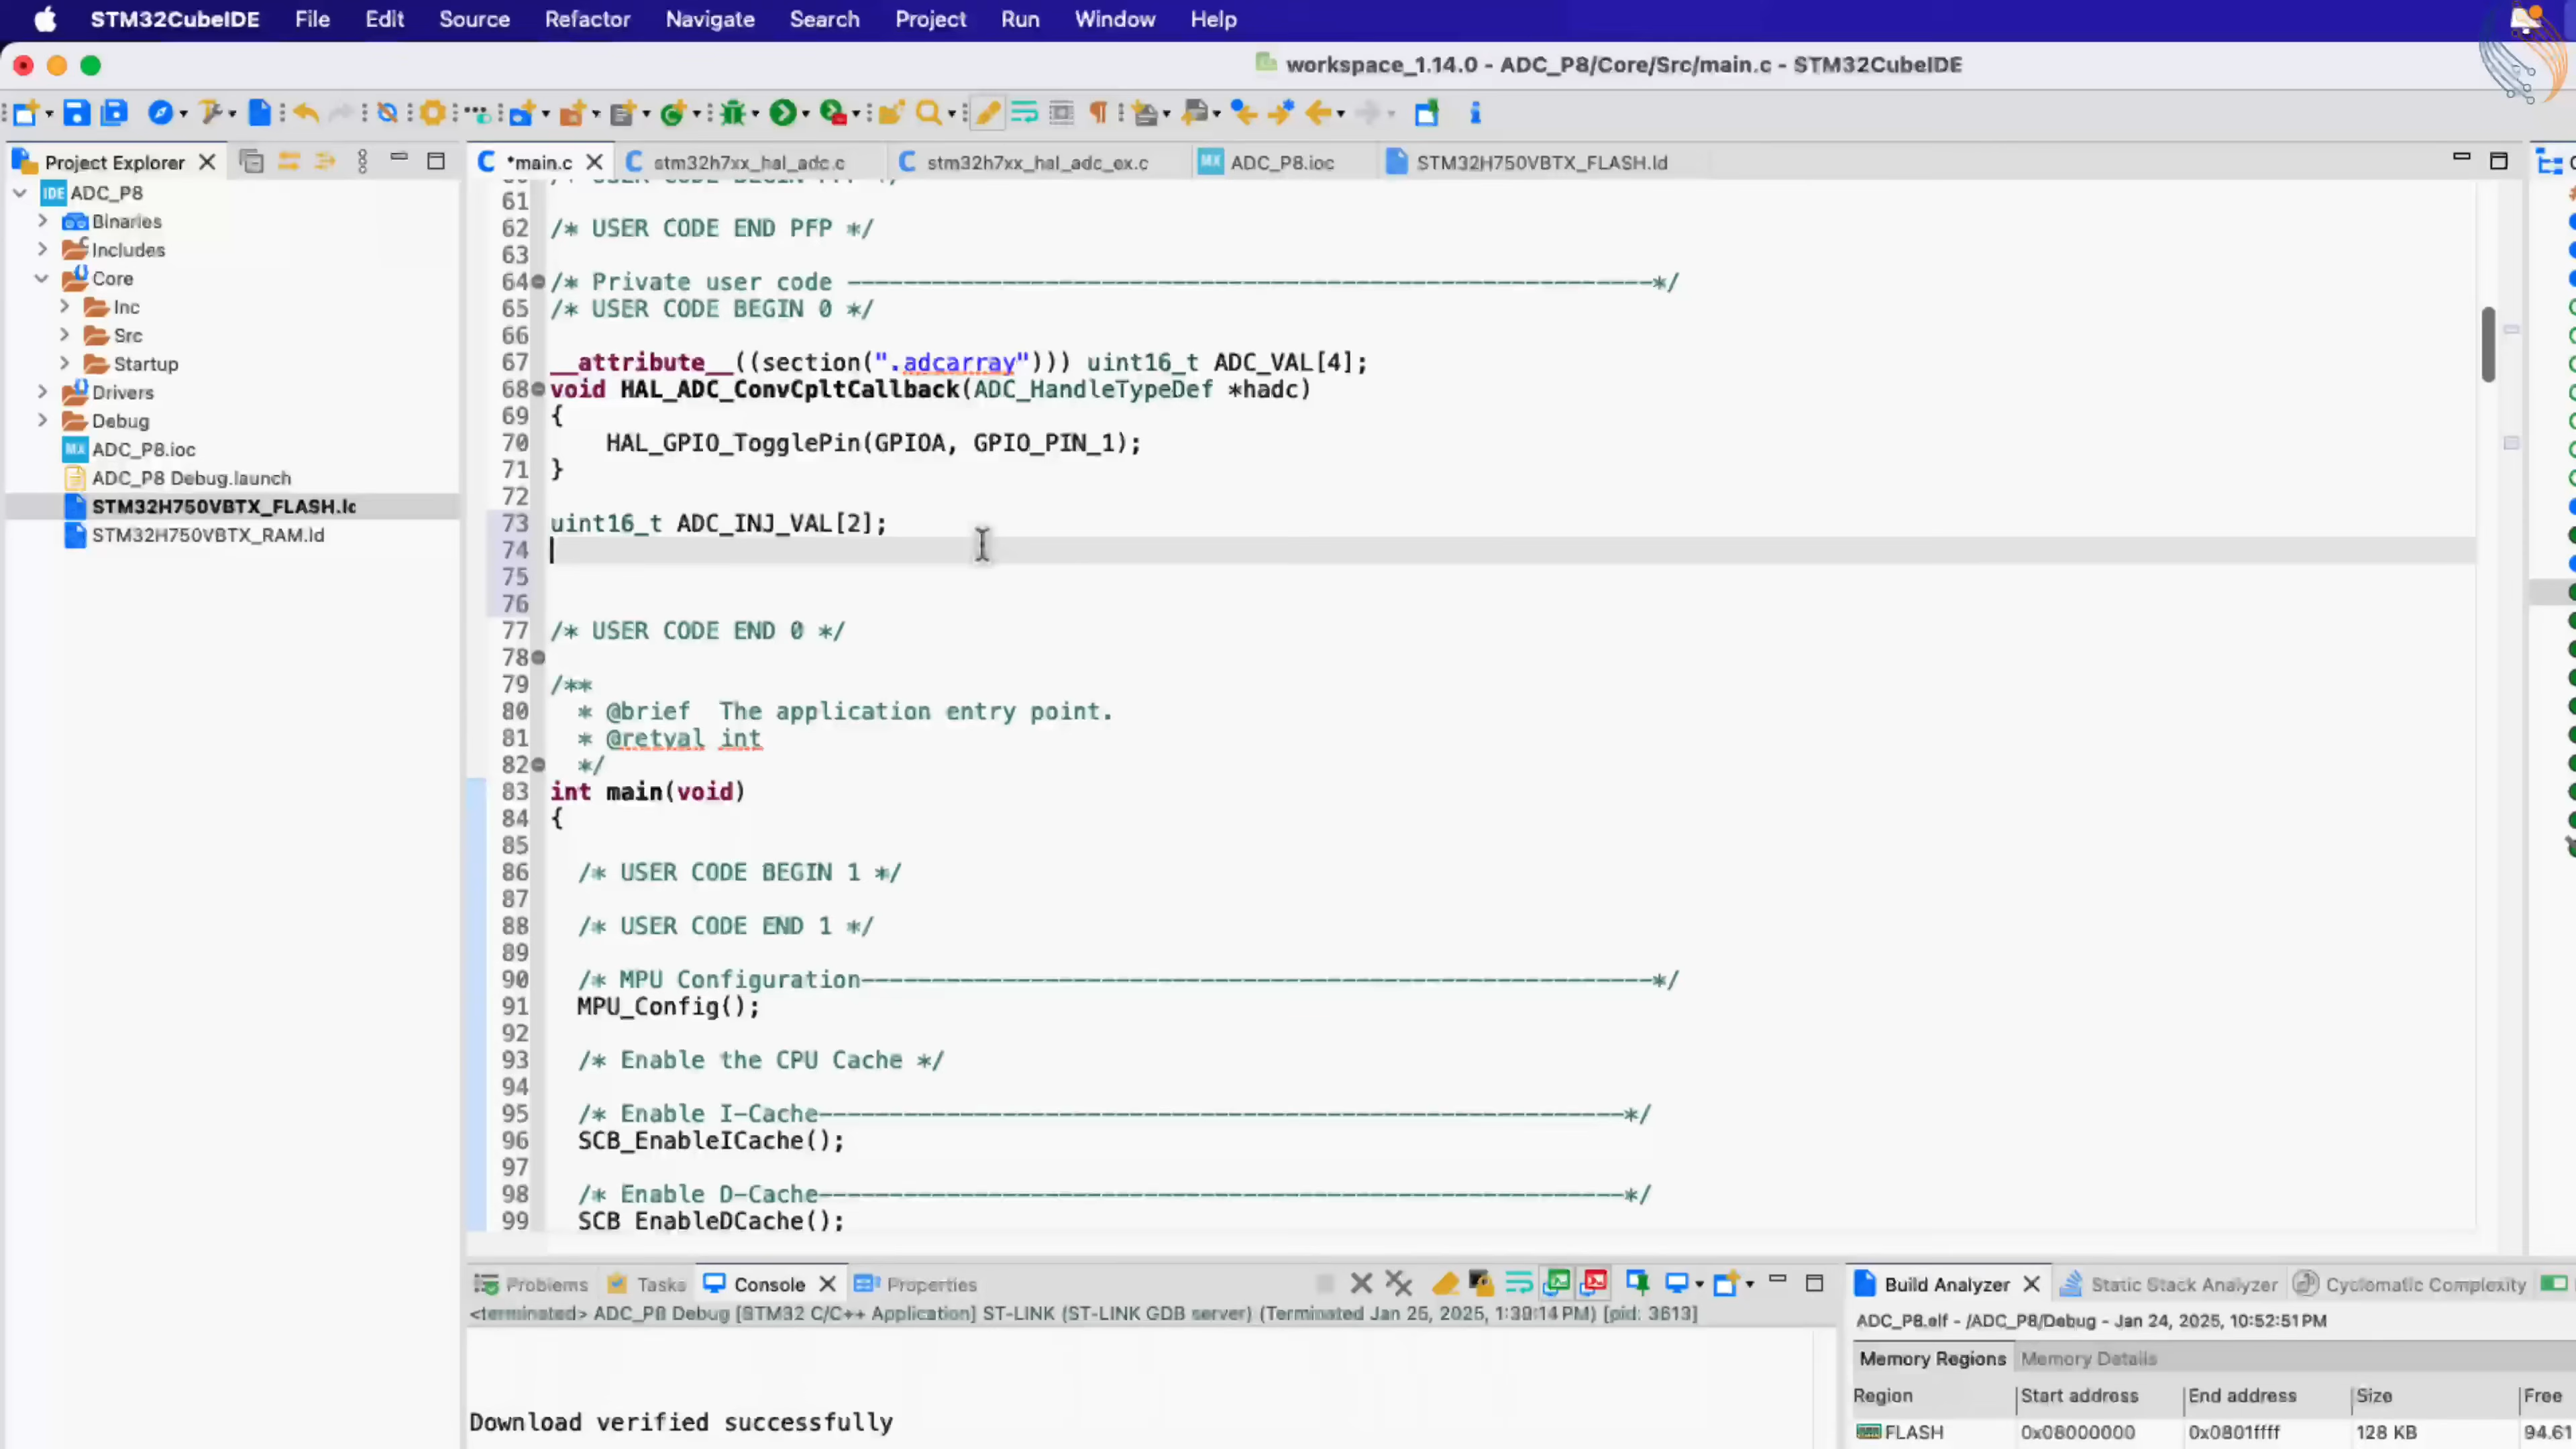 STM32CubeIDE File Edit Source Refactor Navigate Search Project Run Window Help
workspace_1.14.0 - ADC_P8/Core/Src/main.c - STM32CubeIDE
Project Explorer
*main.c stm32h7xx_hal_adc.c stm32h7xx_hal_adc_ex.c ADC_P8.ioc STM32H750VBTX_FLASH.ld
ADC_P8
Binaries
Includes
Core
Inc
Src
Startup
Drivers
Debug
ADC_P8.ioc
ADC_P8 Debug.launch
STM32H750VBTX_FLASH.ld
STM32H750VBTX_RAM.ld
61
62 /* USER CODE END PFP */
63
64 /* Private user code ---------------------------------------------------------*/
65 /* USER CODE BEGIN 0 */
66
67 __attribute__((section(".adcarray"))) uint16_t ADC_VAL[4];
68 void HAL_ADC_ConvCpltCallback(ADC_HandleTypeDef *hadc)
69 {
70 HAL_GPIO_TogglePin(GPIOA, GPIO_PIN_1);
71 }
72
73 uint16_t ADC_INJ_VAL[2];
74
75
76
77 /* USER CODE END 0 */
78
79 /**
80 * @brief The application entry point.
81 * @retval int
82 */
83 int main(void)
84 {
85
86 /* USER CODE BEGIN 1 */
87
88 /* USER CODE END 1 */
89
90 /* MPU Configuration--------------------------------------------------------*/
91 MPU_Config();
92
93 /* Enable the CPU Cache */
94
95 /* Enable I-Cache---------------------------------------------------------*/
96 SCB_EnableICache();
97
98 /* Enable D-Cache---------------------------------------------------------*/
99 SCB_EnableDCache();
Problems Tasks Console Properties
<terminated> ADC_P8 Debug [STM32 C/C++ Application] ST-LINK (ST-LINK GDB server) (Terminated Jan 25, 2025, 1:39:14 PM) [pid: 3613]
Download verified successfully
Build Analyzer Static Stack Analyzer Cyclomatic Complexity
ADC_P8.elf - /ADC_P8/Debug - Jan 24, 2025, 10:52:51 PM
Memory Regions Memory Details
Region Start address End address Size Free
FLASH 0x08000000 0x0801ffff 128 KB 94.61